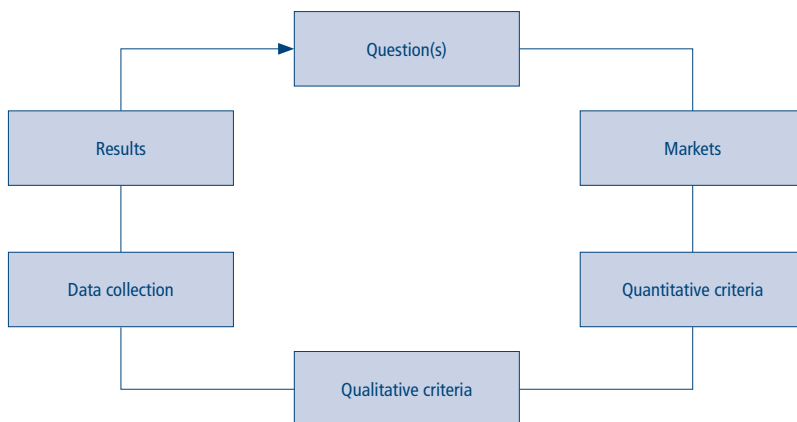 Question(s)
Results
Markets
Data collection
Quantitative criteria
Qualitative criteria